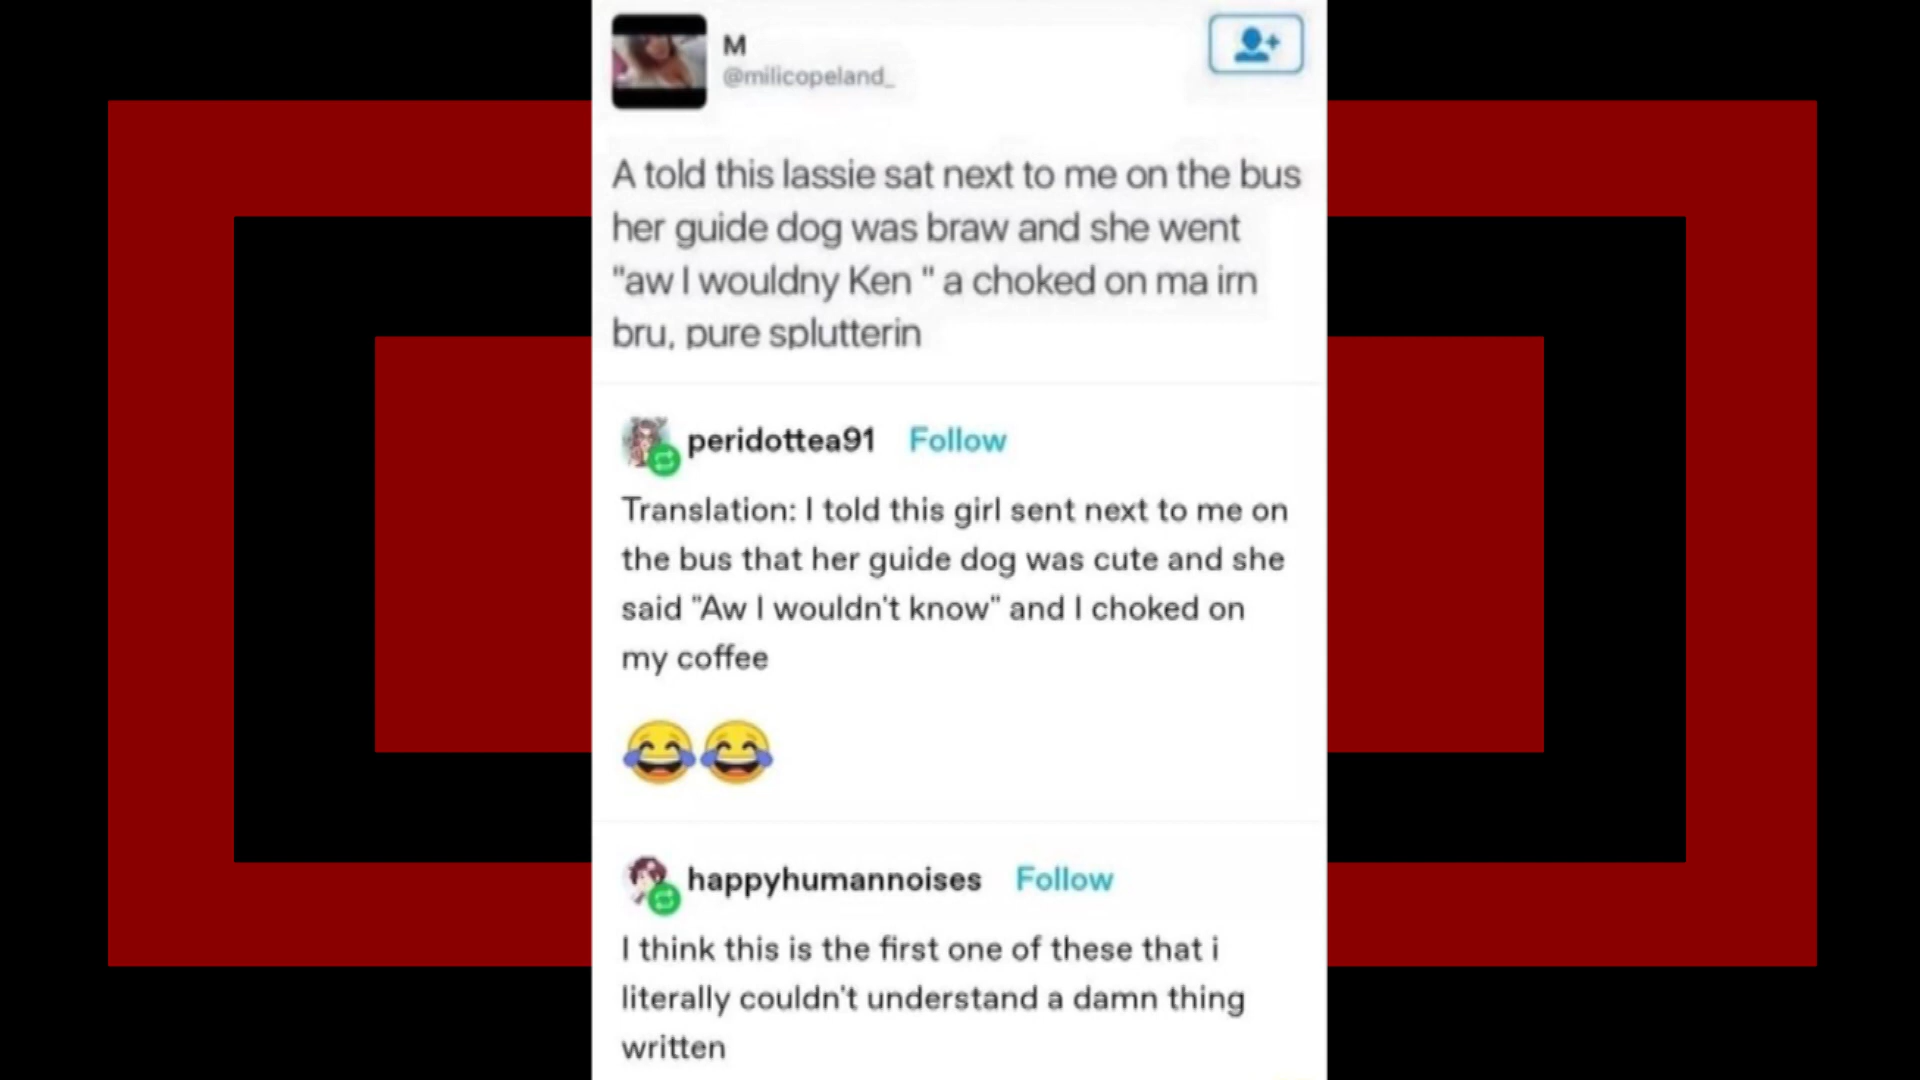 M
@milicopeland_
A told this lassie sat next to me on the bus
her guide dog was braw and she went
"aw I wouldny Ken " a choked on ma irn
bru, pure splutterin
peridottea91 Follow
Translation: I told this girl sent next to me on
the bus that her guide dog was cute and she
said "Aw I wouldn't know" and I choked on
my coffee
😂😂
happyhumannoises Follow
I think this is the first one of these that i
literally couldn't understand a damn thing
written